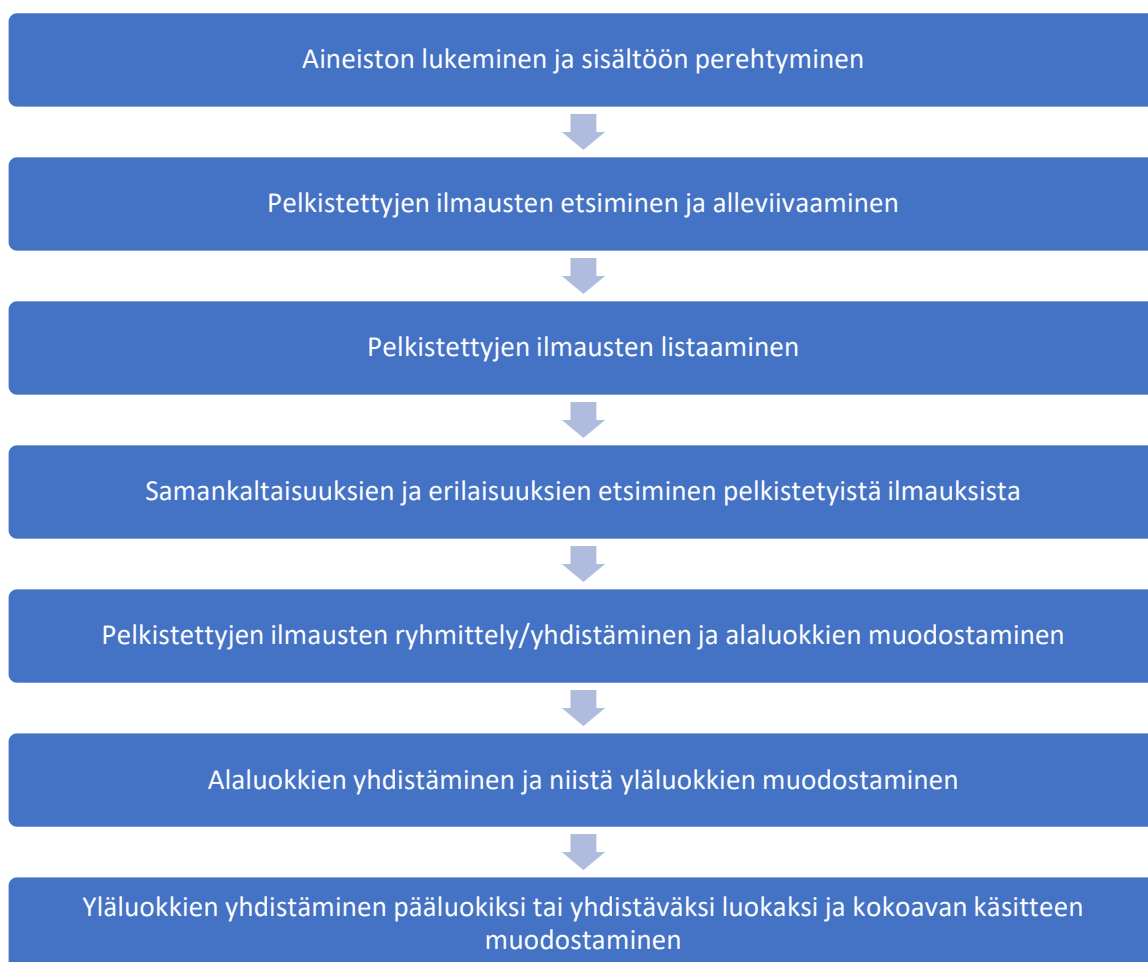 Aineiston lukeminen ja sisältöön perehtyminen
Pelkistettyjen ilmausten etsiminen ja alleviivaaminen
Pelkistettyjen ilmausten listaaminen
Samankaltaisuuksien ja erilaisuuksien etsiminen pelkistetyistä ilmauksista
Pelkistettyjen ilmausten ryhmittely/yhdistäminen ja alaluokkien muodostaminen
Alaluokkien yhdistäminen ja niistä yläluokkien muodostaminen
Yläluokkien yhdistäminen pääluokiksi tai yhdistäväksi luokaksi ja kokoavan käsitteen
muodostaminen